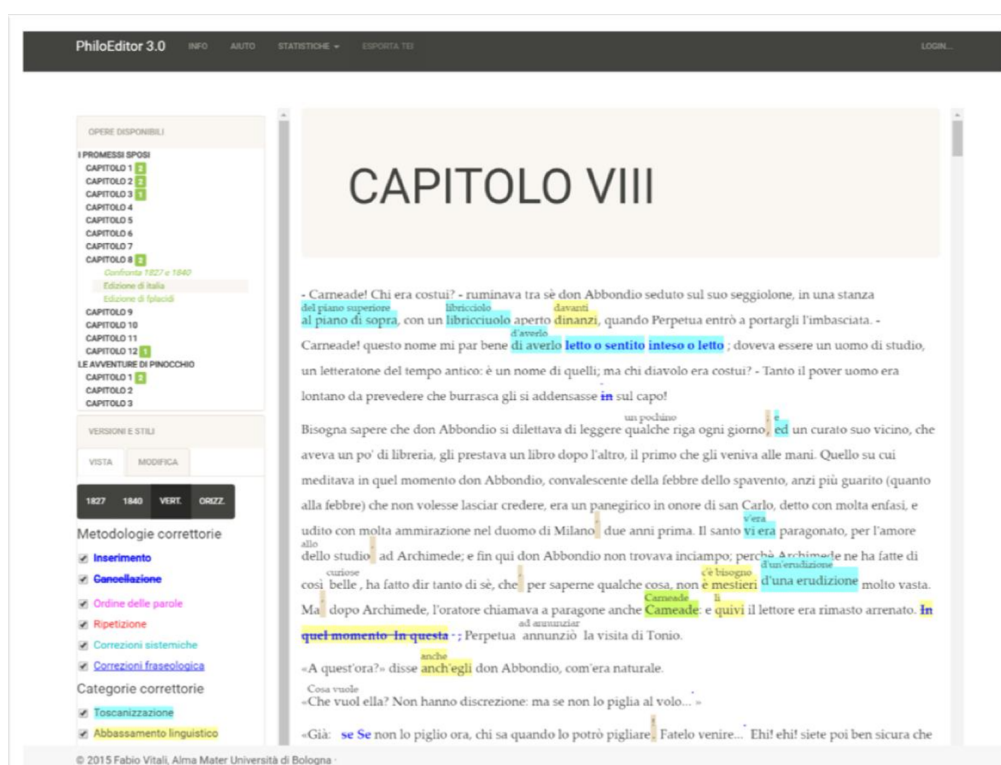 PhiloEditor 3.0 INFO AIUTO STATISTICHE ESPORTA TEI LOGIN...
OPERE DISPONIBILI
I PROMESSI SPOSI
CAPITOLO 1 2
CAPITOLO 2 2
CAPITOLO 3 1
CAPITOLO 4
CAPITOLO 5
CAPITOLO 6
CAPITOLO 7
CAPITOLO 8 2
Confronta 1827 e 1840
Edizione di italia
Edizione di fplacidi
CAPITOLO 9
CAPITOLO 10
CAPITOLO 11
CAPITOLO 12 1
LE AVVENTURE DI PINOCCHIO
CAPITOLO 1 2
CAPITOLO 2
CAPITOLO 3
VERSIONI E STILI
VISTA MODIFICA
1827 1840 VERT. ORIZZ.
Metodologie correttorie
Inserimento
Cancellazione
Ordine delle parole
Ripetizione
Correzioni sistemiche
Correzioni fraseologica
Categorie correttorie
Toscanizzazione
Abbassamento linguistico
CAPITOLO VIII
- Carneade! Chi era costui? - ruminava tra sè don Abbondio seduto sul suo seggiolone, in una stanza
del piano superiore libricciolo davanti
al piano di sopra, con un libricciuolo aperto dinanzi, quando Perpetua entrò a portargli l'imbasciata. -
d'averlo
Carneade! questo nome mi par bene di averlo letto o sentito inteso o letto ; doveva essere un uomo di studio,
un letteratone del tempo antico: è un nome di quelli; ma chi diavolo era costui? - Tanto il pover uomo era
lontano da prevedere che burrasca gli si addensasse in sul capo!
un pochino , e
Bisogna sapere che don Abbondio si dilettava di leggere qualche riga ogni giorno, ed un curato suo vicino, che
aveva un po' di libreria, gli prestava un libro dopo l'altro, il primo che gli veniva alle mani. Quello su cui
meditava in quel momento don Abbondio, convalescente della febbre dello spavento, anzi più guarito (quanto
alla febbre) che non volesse lasciar credere, era un panegirico in onore di san Carlo, detto con molta enfasi, e
v'era
udito con molta ammirazione nel duomo di Milano, due anni prima. Il santo vi era paragonato, per l'amore
allo
dello studio, ad Archimede; e fin qui don Abbondio non trovava inciampo; perchè Archimede ne ha fatte di
curiose c'è bisogno d'un'erudizione
così belle , ha fatto dir tanto di sè, che, per saperne qualche cosa, non è mestieri d'una erudizione molto vasta.
Carneade lì
Ma, dopo Archimede, l'oratore chiamava a paragone anche Carneade: e quivi il lettore era rimasto arrenato. In
ad annunziar
quel momento In questa · ; Perpetua annunziò la visita di Tonio.
anche
«A quest'ora?» disse anch'egli don Abbondio, com'era naturale.
Cosa vuole
«Che vuol ella? Non hanno discrezione: ma se non lo piglia al volo... »
«Già: se Se non lo piglio ora, chi sa quando lo potrò pigliare! Fatelo venire... Ehi! ehi! siete poi ben sicura che
© 2015 Fabio Vitali, Alma Mater Università di Bologna ·